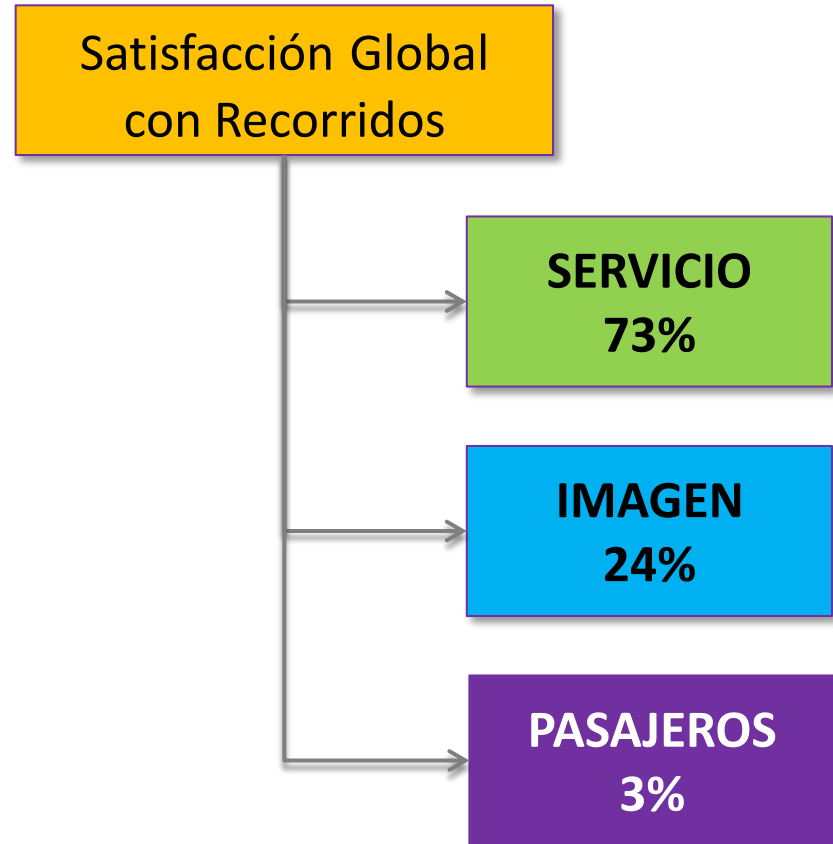 Satisfacción Global
con Recorridos
SERVICIO
73%
IMAGEN
24%
PASAJEROS
3%